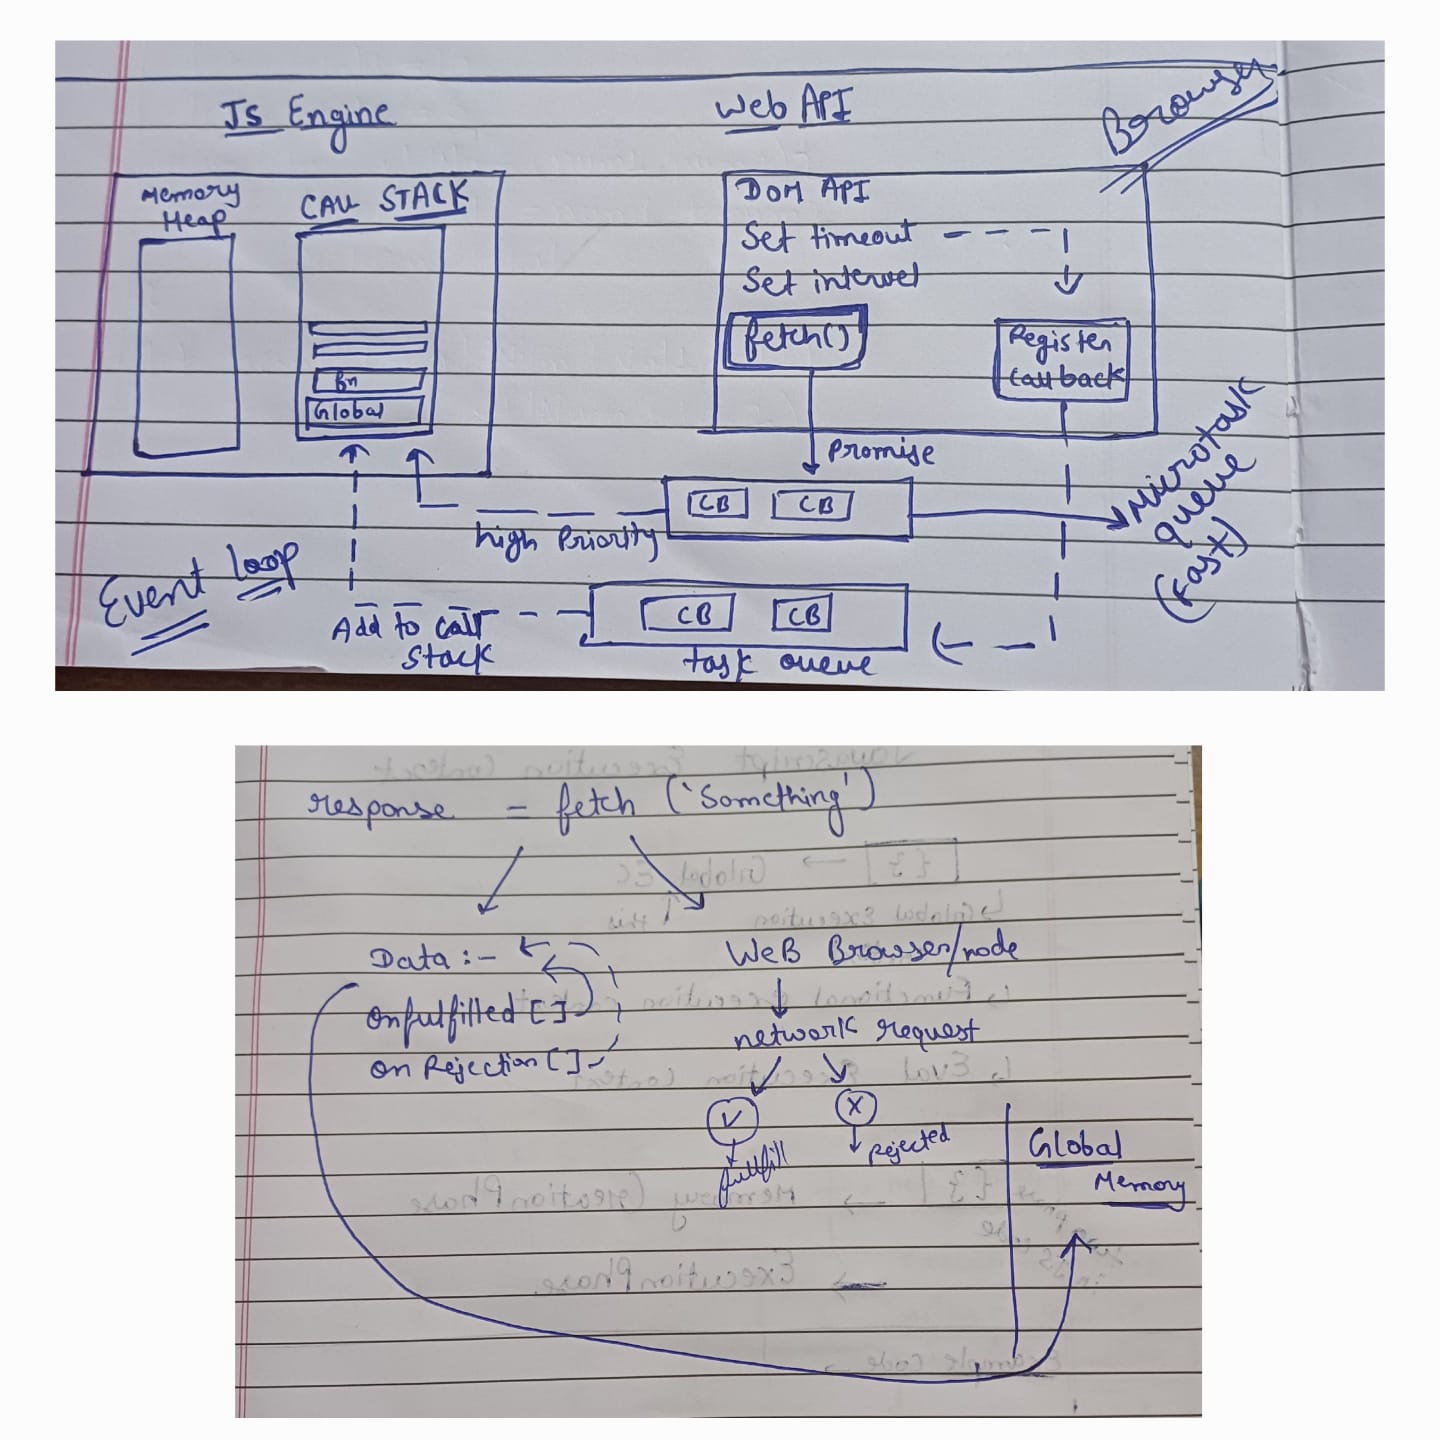 Js Engine
Web API
Browser
Memory
Heap
CALL STACK
fn
Global
DOM API
Set timeout
Set intervel
fetch()
Register
Callback
Promise
CB CB
high Priority
Microtask
queue
(Fast)
Event loop
Add to call
Stack
CB CB
task queue
response = fetch ('Something')
Data :-
Onfulfilled [ ]
on Rejection [ ]
WeB Browser/node
network request
fullfill
Rejected
Global
Memory